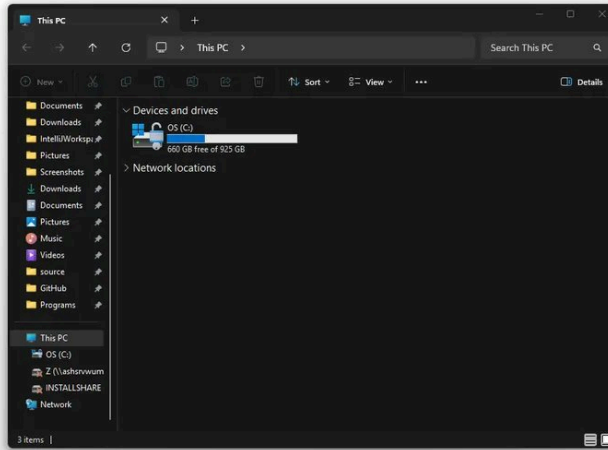 This PC
This PC
Search This PC
New
Sort
View
Details
Documents
Downloads
IntelliJWorkspa
Pictures
Screenshots
Downloads
Documents
Pictures
Music
Videos
source
GitHub
Programs
This PC
OS (C:)
Z (\\ashsrvwum
INSTALLSHARE
Network
Devices and drives
OS (C:)
660 GB free of 925 GB
Network locations
3 items